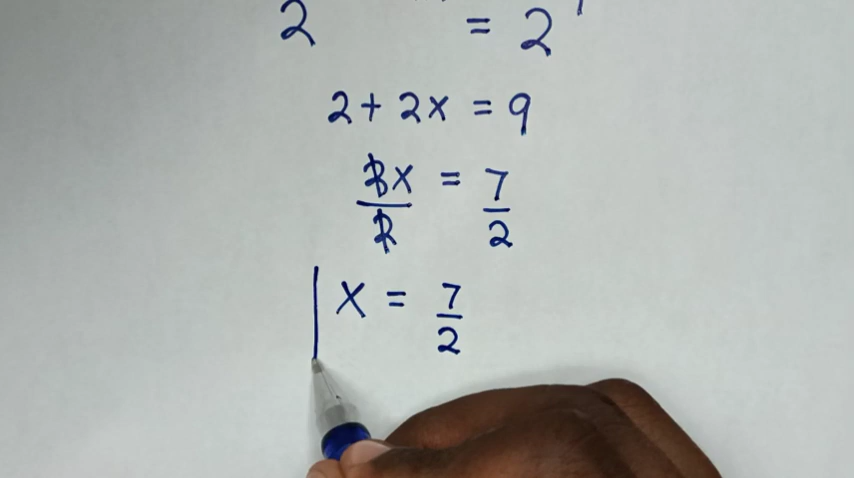 2 = 2
2 + 2x = 9
2x/2 = 7/2
x = 7/2